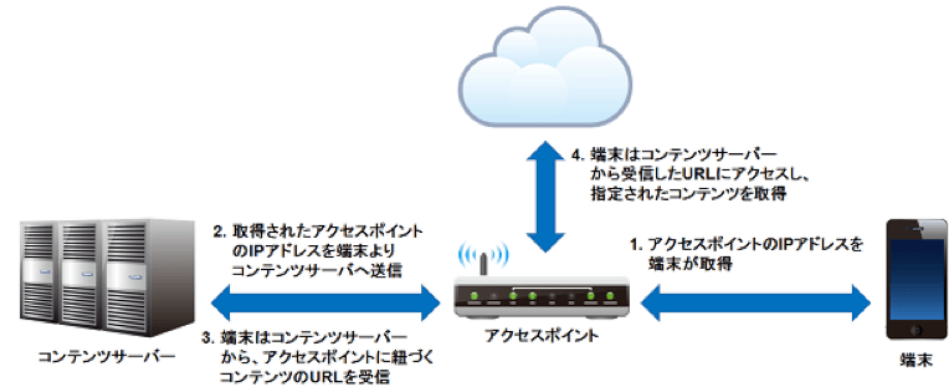 4. 端末はコンテンツサーバー
から受信したURLにアクセスし、
指定されたコンテンツを取得
2. 取得されたアクセスポイント
のIPアドレスを端末より
コンテンツサーバへ送信
1. アクセスポイントのIPアドレスを
端末が取得
3. 端末はコンテンツサーバー
から、アクセスポイントに紐づく
コンテンツのURLを受信
コンテンツサーバー
アクセスポイント
端末